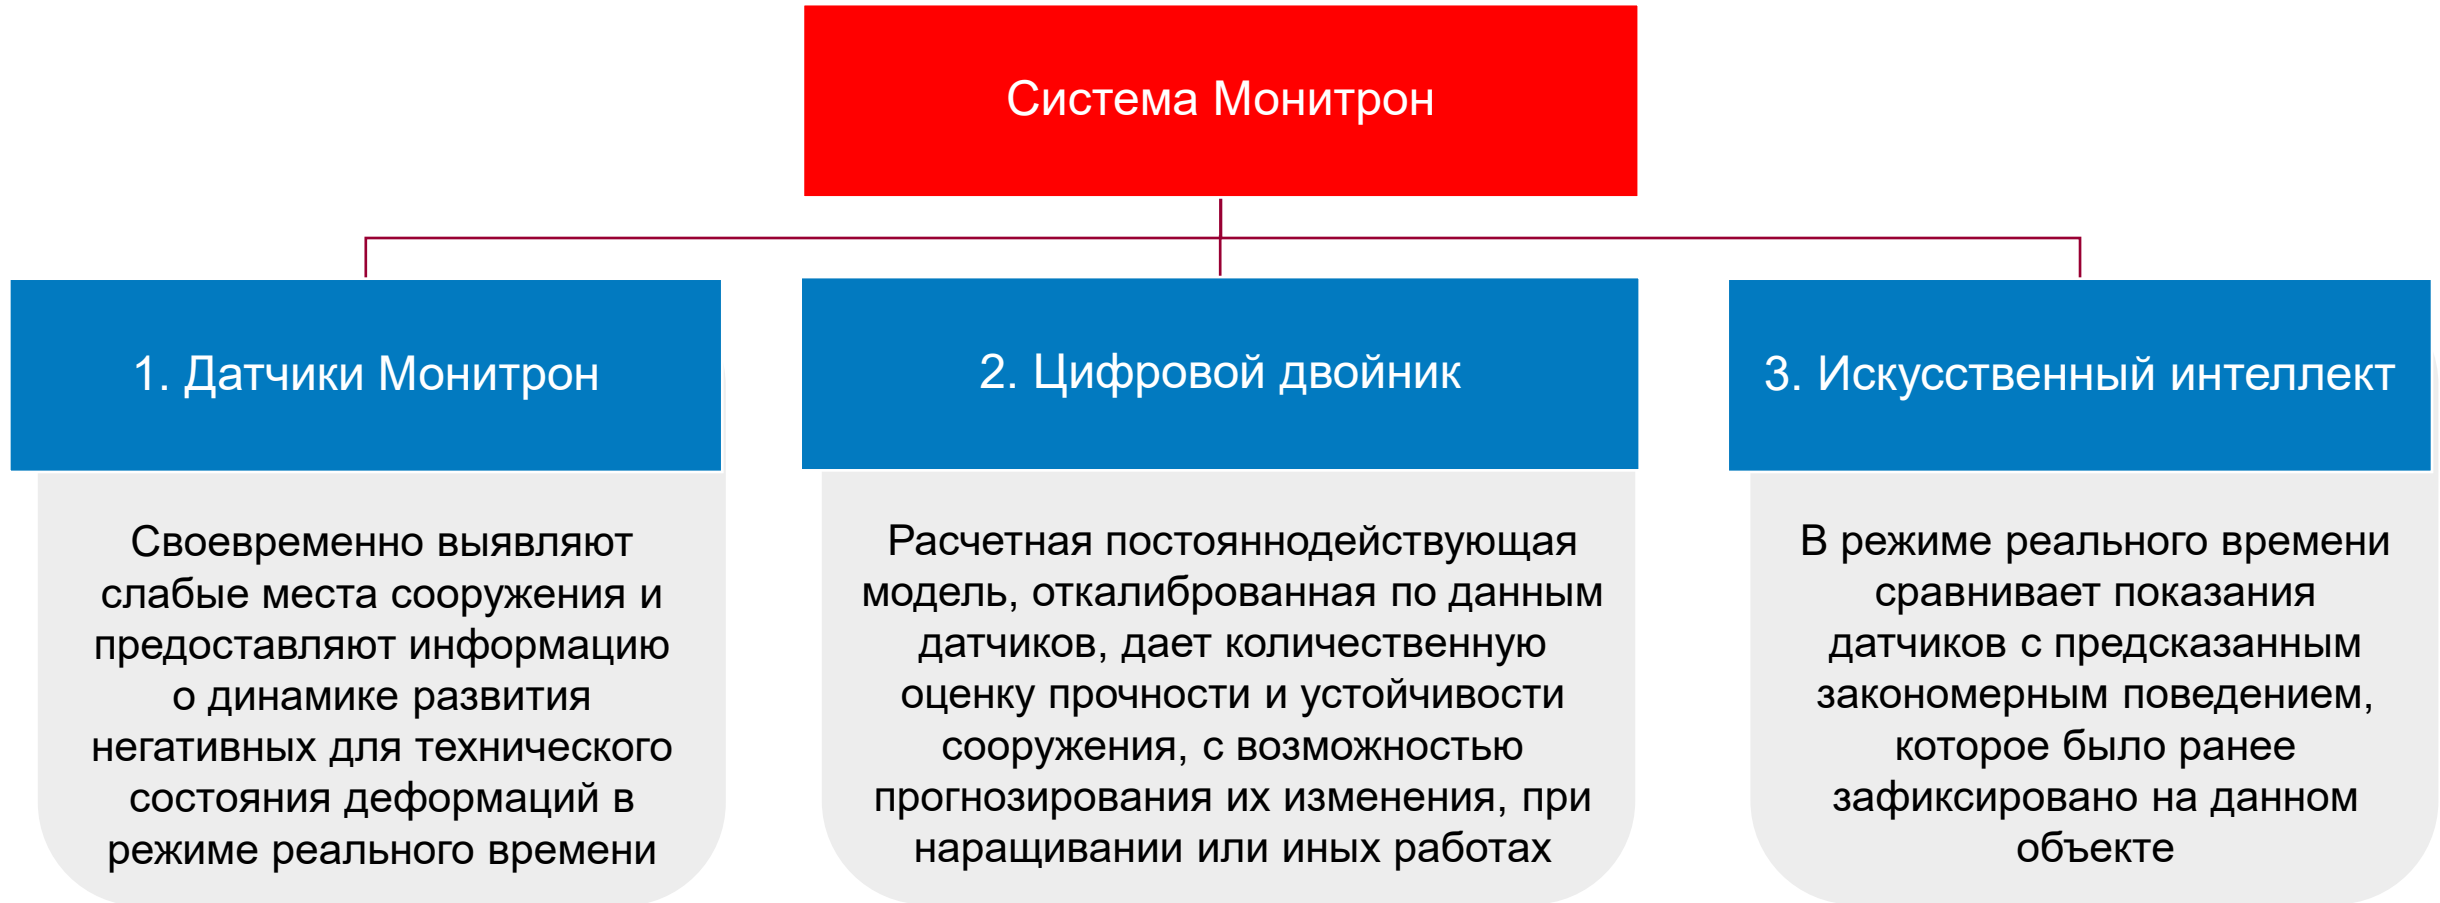 Система Монитрон
1. Датчики Монитрон
Своевременно выявляют
слабые места сооружения и
предоставляют информацию
о динамике развития
негативных для технического
состояния деформаций в
режиме реального времени
2. Цифровой двойник
Расчетная постояннодействующая
модель, откалиброванная по данным
датчиков, дает количественную
оценку прочности и устойчивости
сооружения, с возможностью
прогнозирования их изменения, при
наращивании или иных работах
3. Искусственный интеллект
В режиме реального времени
сравнивает показания
датчиков с предсказанным
закономерным поведением,
которое было ранее
зафиксировано на данном
объекте